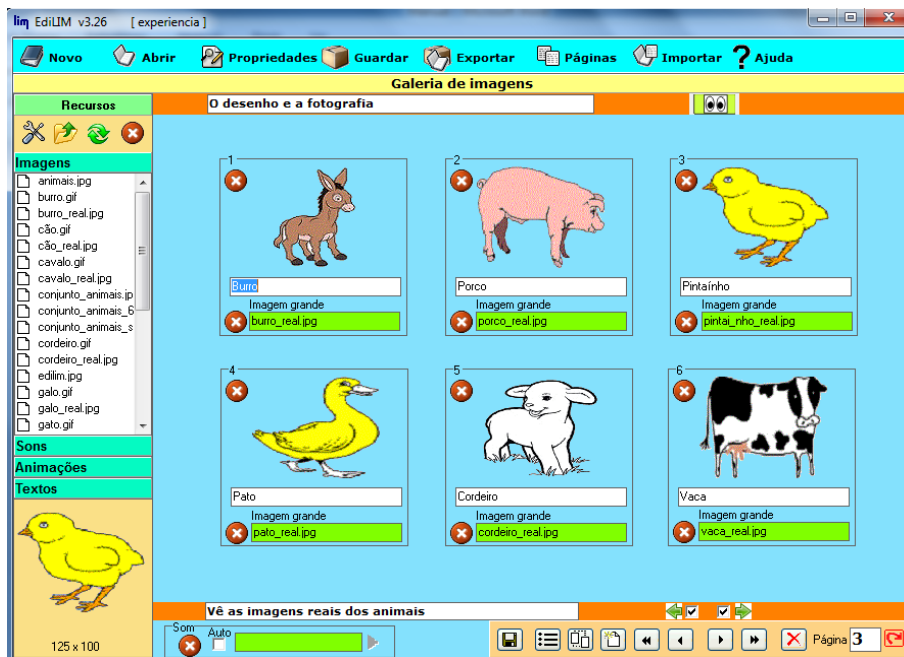 lim EdiLIM v3.26 [ experiencia ]
Novo Abrir Propriedades Guardar Exportar Páginas Importar ? Ajuda
Galeria de imagens
Recursos
O desenho e a fotografia
Imagens
animais.jpg
burro.gif
burro_real.jpg
cão.gif
cão_real.jpg
cavalo.gif
cavalo_real.jpg
conjunto_animais.jp
conjunto_animais_6
conjunto_animais_s
cordeiro.gif
cordeiro_real.jpg
edilim.jpg
galo.gif
galo_real.jpg
gato.gif
Sons
Animações
Textos
125 x 100
1
Burro
Imagem grande
burro_real.jpg
2
Porco
Imagem grande
porco_real.jpg
3
Pintaínho
Imagem grande
pintai_nho_real.jpg
4
Pato
Imagem grande
pato_real.jpg
5
Cordeiro
Imagem grande
cordeiro_real.jpg
6
Vaca
Imagem grande
vaca_real.jpg
Vê as imagens reais dos animais
Som
Auto
Página 3